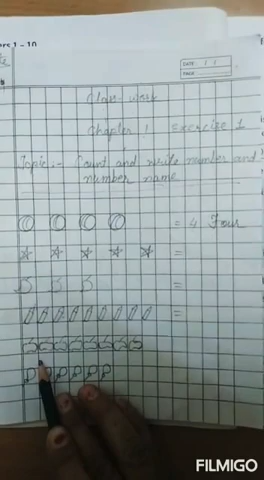 ers 1 - 10
DATE: / /
PAGE:
Class-work
Chapter 1 Exercise 1
Topic:- Count and write number and
number name
= 4 Four
=
=
=
FILMIGO